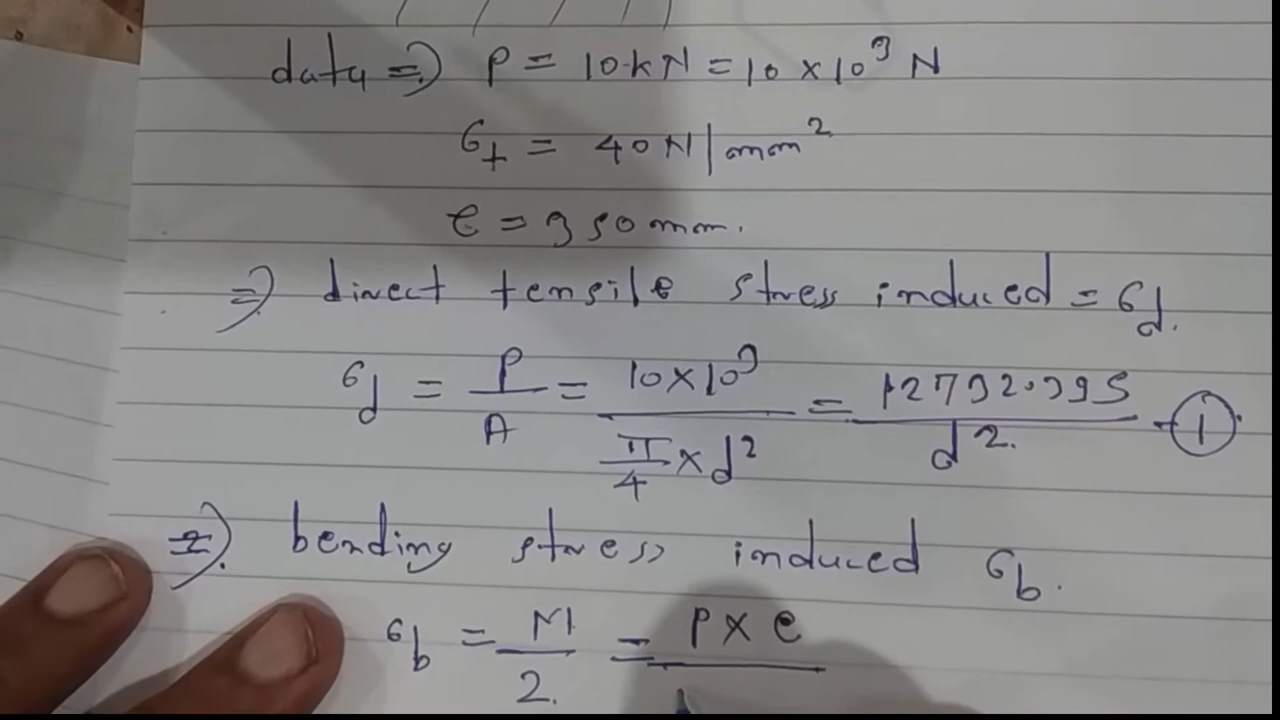 data ⇒ P = 10 kN = 10 × 10³ N
σt = 40 N/mm²
e = 350 mm.
⇒ direct tensile stress induced = σd.
σd = P/A = 10×10³ / (π/4 × d²) = 12732.395 / d² - ①
⇒. bending stress induced σb.
σb = M/Z = P × e